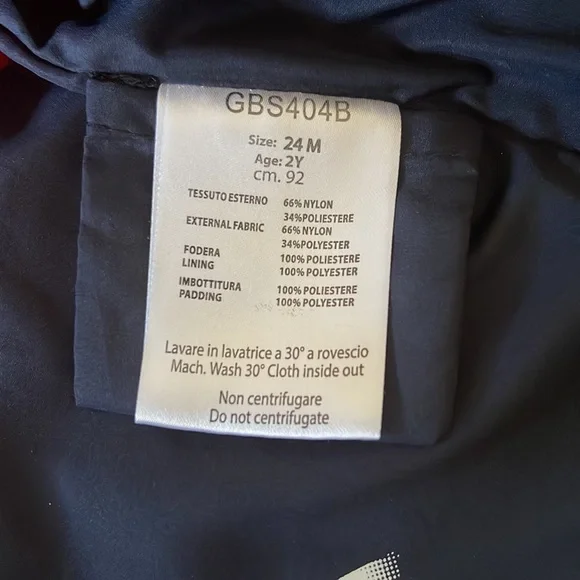 GBS404B
Size: 24 M
Age: 2Y
cm. 92
TESSUTO ESTERNO 66%NYLON
34%POLIESTERE
EXTERNAL FABRIC 66%NYLON
34%POLYESTER
FODERA 100%POLIESTERE
LINING 100% POLYESTER
IMBOTTITURA 100% POLIESTERE
PADDING 100% POLYESTER
Lavare in lavatrice a 30° a rovescio
Mach. Wash 30° Cloth inside out
Non centrifugare
Do not centrifugate